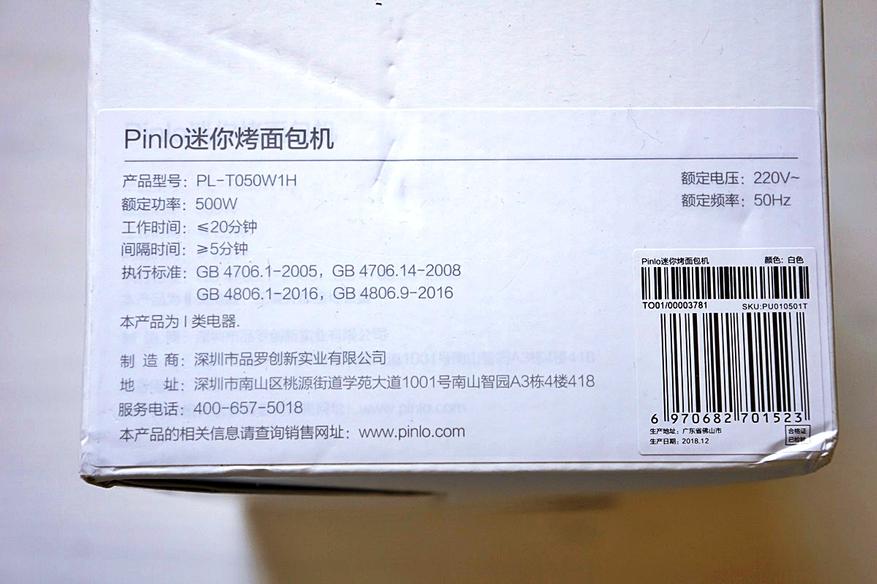 Pinlo迷你烤面包机
产品型号：PL-T050W1H
额定功率：500W
工作时间：≤20分钟
间隔时间：≥5分钟
执行标准：GB 4706.1-2005，GB 4706.14-2008
GB 4806.1-2016，GB 4806.9-2016
本产品为 I 类电器.
制 造 商：深圳市品罗创新实业有限公司
地 址：深圳市南山区桃源街道学苑大道1001号南山智园A3栋4楼418
服务电话：400-657-5018
本产品的相关信息请查询销售网址：www.pinlo.com
额定电压：220V~
额定频率：50Hz
Pinlo迷你烤面包机 颜色：白色
TO01/00003781 SKU:PU010501T
6 970682 701523
生产地址：广东省佛山市
生产日期：2018.12
合格证
已检验